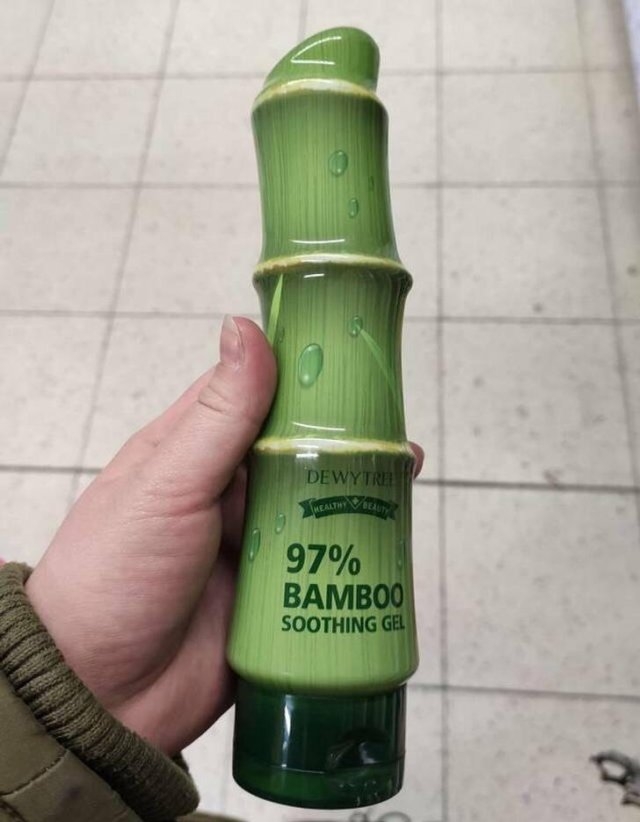 DEWYTREE
HEALTHY BEAUTY
97%
BAMBOO
SOOTHING GEL